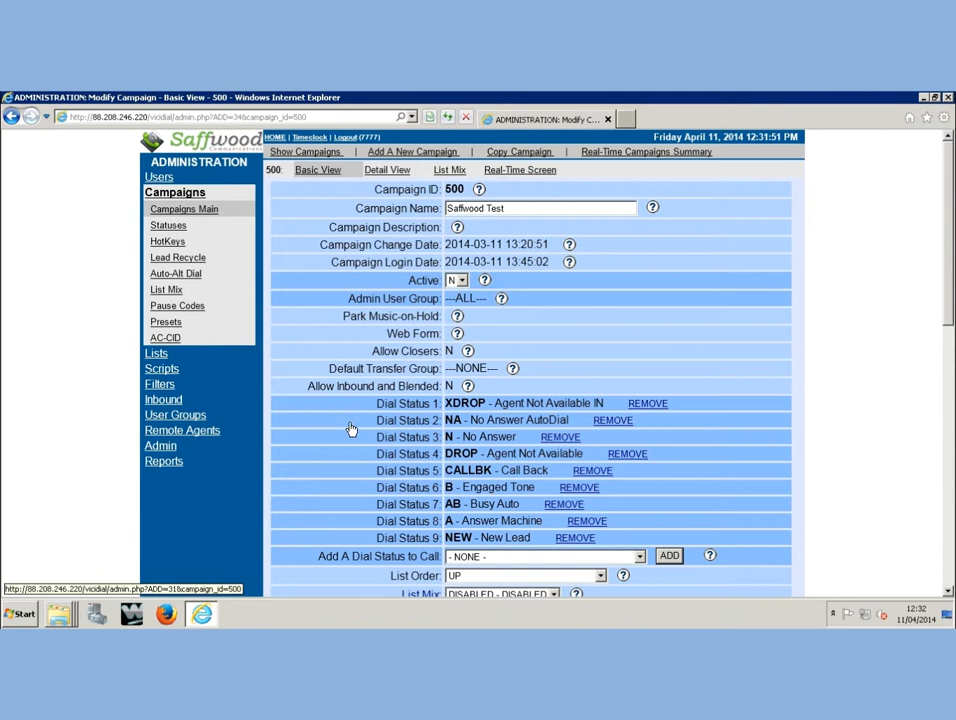 ADMINISTRATION: Modify Campaign - Basic View - 500 - Windows Internet Explorer
http://88.208.246.220/vicidial/admin.php?ADD=34&campaign_id=500
ADMINISTRATION: Modify C...
Saffwood
Communications
HOME | Timeclock | Logout (7777)
Friday April 11, 2014 12:31:51 PM
ADMINISTRATION
Show Campaigns | Add A New Campaign | Copy Campaign | Real-Time Campaigns Summary
Users
500: Basic View Detail View List Mix Real-Time Screen
Campaigns
Campaign ID: 500 ?
Campaigns Main
Campaign Name: Saffwood Test ?
Statuses
Campaign Description: ?
HotKeys
Campaign Change Date: 2014-03-11 13:20:51 ?
Lead Recycle
Campaign Login Date: 2014-03-11 13:45:02 ?
Auto-Alt Dial
Active: N ?
List Mix
Admin User Group: ---ALL--- ?
Pause Codes
Park Music-on-Hold: ?
Presets
Web Form: ?
AC-CID
Allow Closers: N ?
Lists
Default Transfer Group: ---NONE--- ?
Scripts
Allow Inbound and Blended: N ?
Filters
Dial Status 1: XDROP - Agent Not Available IN REMOVE
Inbound
Dial Status 2: NA - No Answer AutoDial REMOVE
User Groups
Dial Status 3: N - No Answer REMOVE
Remote Agents
Dial Status 4: DROP - Agent Not Available REMOVE
Admin
Dial Status 5: CALLBK - Call Back REMOVE
Reports
Dial Status 6: B - Engaged Tone REMOVE
Dial Status 7: AB - Busy Auto REMOVE
Dial Status 8: A - Answer Machine REMOVE
Dial Status 9: NEW - New Lead REMOVE
Add A Dial Status to Call: - NONE - ADD ?
List Order: UP ?
List Mix: DISABLED - DISABLED ?
http://88.208.246.220/vicidial/admin.php?ADD=31&campaign_id=500
Start
12:32
11/04/2014